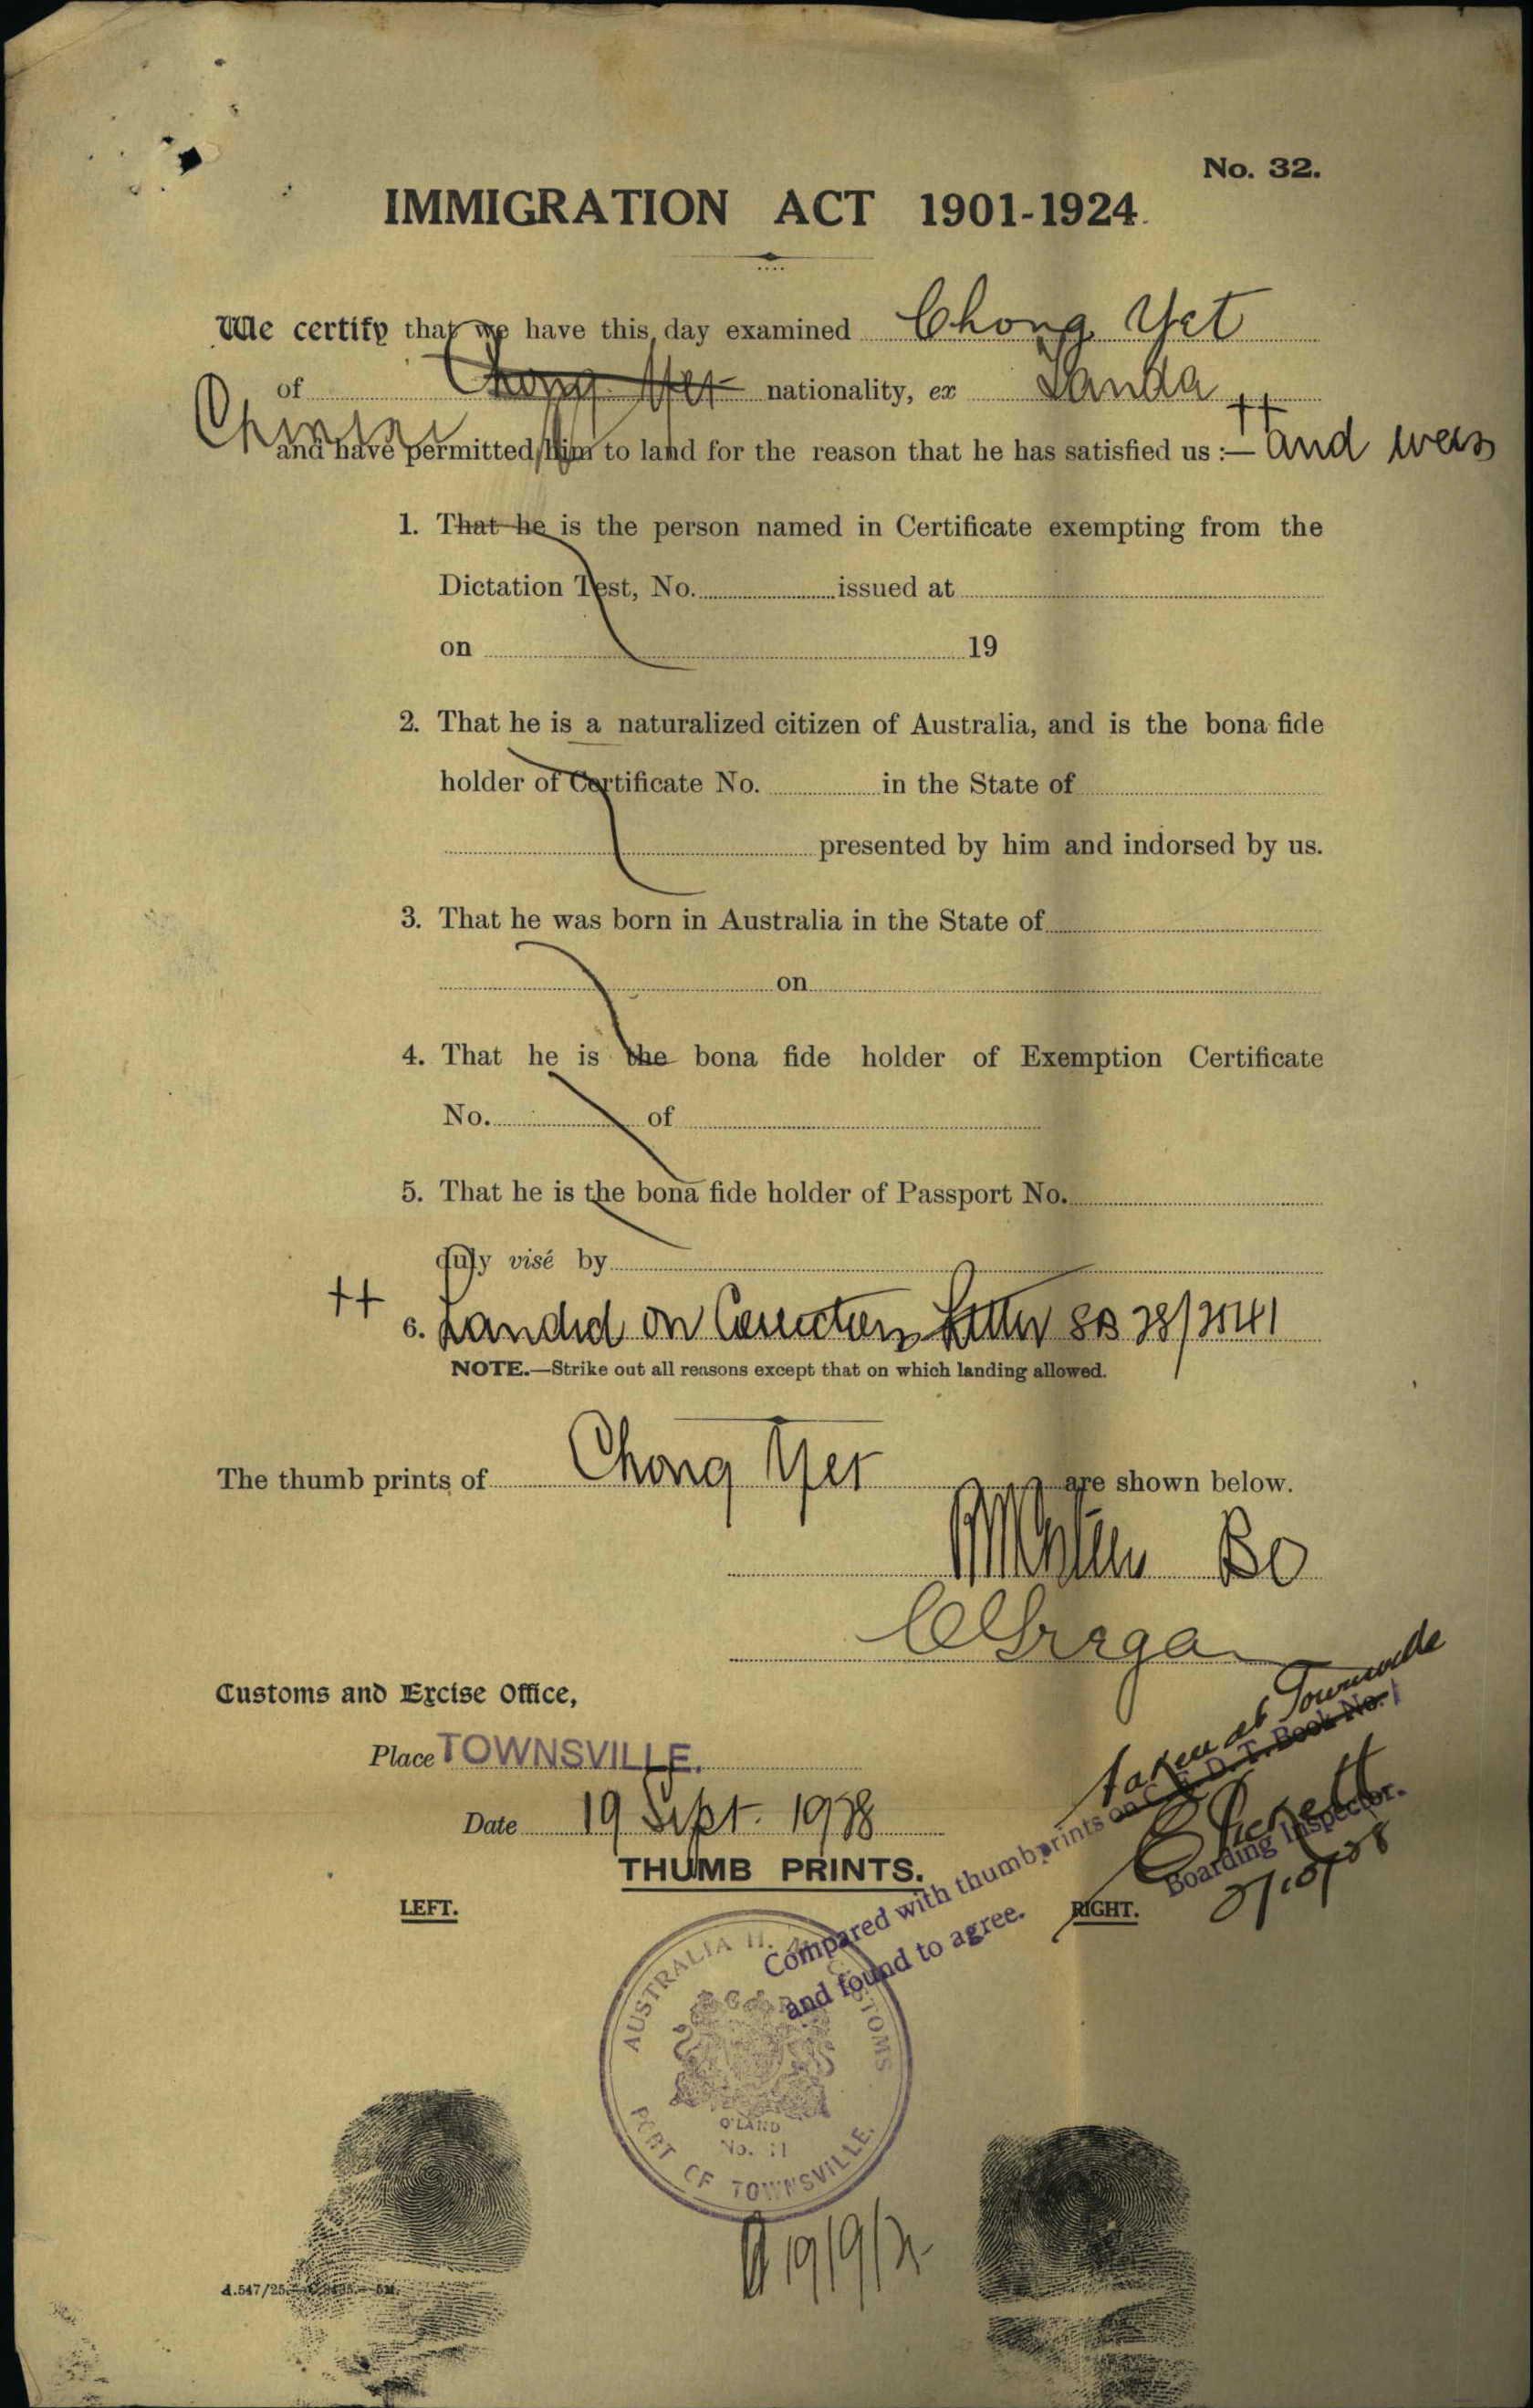 No. 32.
IMMIGRATION ACT 1901-1924.
We certify that we have this day examined Chong Yet
of Chong Yet nationality, ex Tanda
Chinese
and have permitted him to land for the reason that he has satisfied us :— ++ and was
1. That he is the person named in Certificate exempting from the
Dictation Test, No. issued at
on 19
2. That he is a naturalized citizen of Australia, and is the bona fide
holder of Certificate No. in the State of
presented by him and indorsed by us.
3. That he was born in Australia in the State of
on
4. That he is the bona fide holder of Exemption Certificate
No. of
5. That he is the bona fide holder of Passport No.
duly visé by
++ 6. Landed on Collectors Letter SB 28/2541
NOTE.—Strike out all reasons except that on which landing allowed.
The thumb prints of Chong Yet are shown below.
Bo
Customs and Excise Office,
Place TOWNSVILLE.
Date 19 Sept. 1928
taken at Townsville
Compared with thumbprints on C. E. D. T. Book No.
and found to agree.
Boarding Inspector.
THUMB PRINTS.
LEFT.
RIGHT.
AUSTRALIA H. M. CUSTOMS
Q'LAND
No. 11
PORT OF TOWNSVILLE.
19/9/28